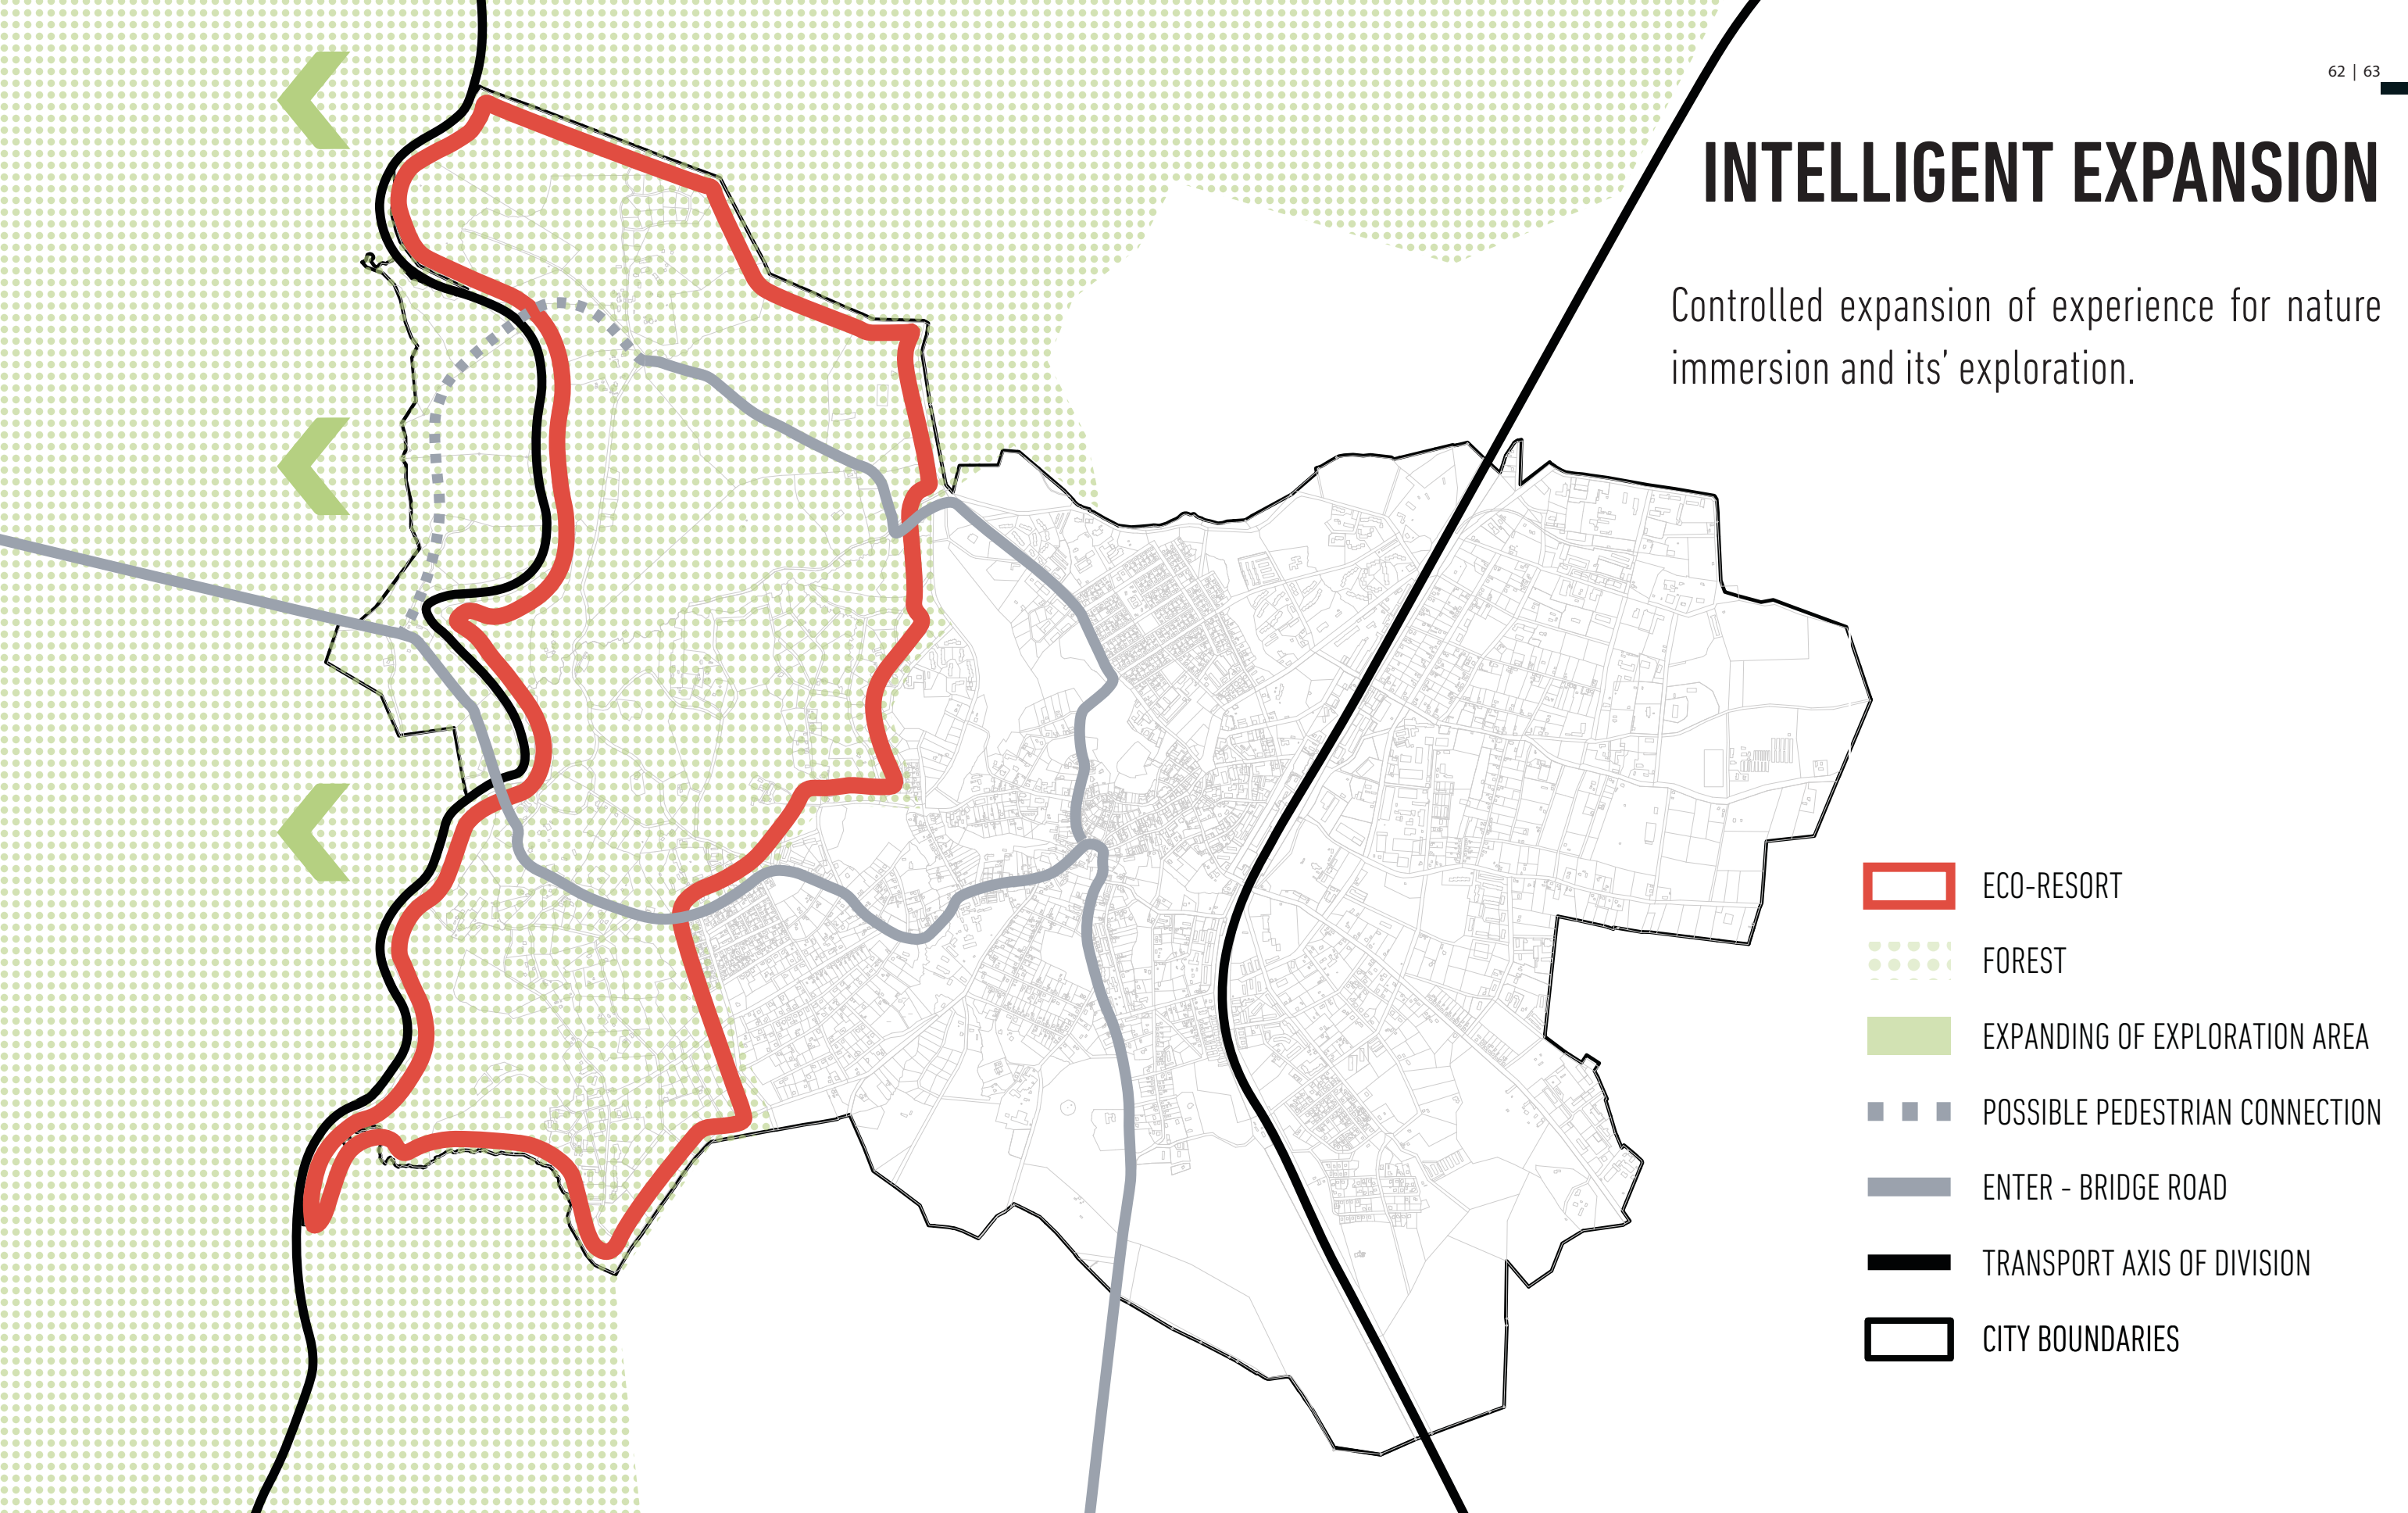 62 | 63
INTELLIGENT EXPANSION
Controlled expansion of experience for nature
immersion and its’ exploration.
ECO-RESORT
FOREST
EXPANDING OF EXPLORATION AREA
POSSIBLE PEDESTRIAN CONNECTION
ENTER - BRIDGE ROAD
TRANSPORT AXIS OF DIVISION
CITY BOUNDARIES